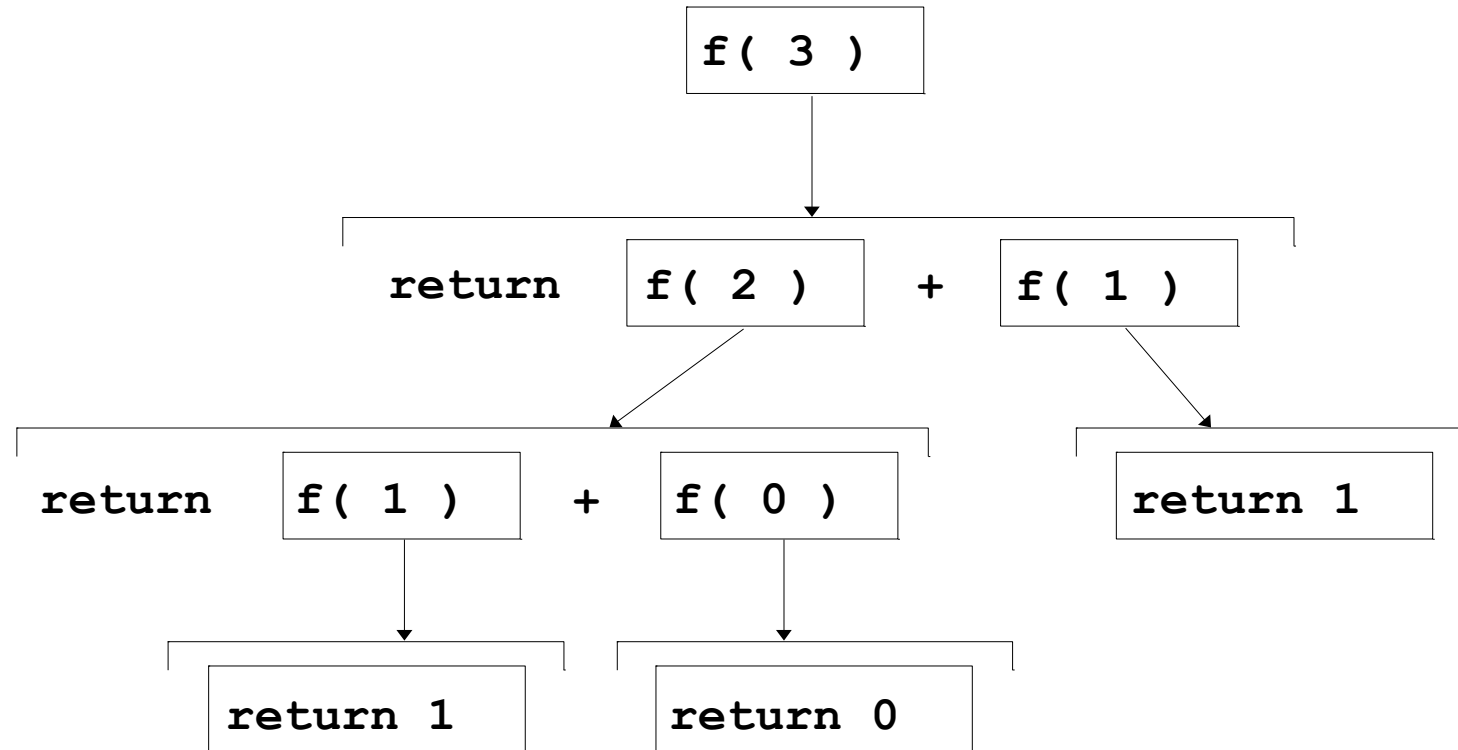 f( 3 )
return f( 2 ) + f( 1 )
return f( 1 ) + f( 0 ) return 1
return 1 return 0